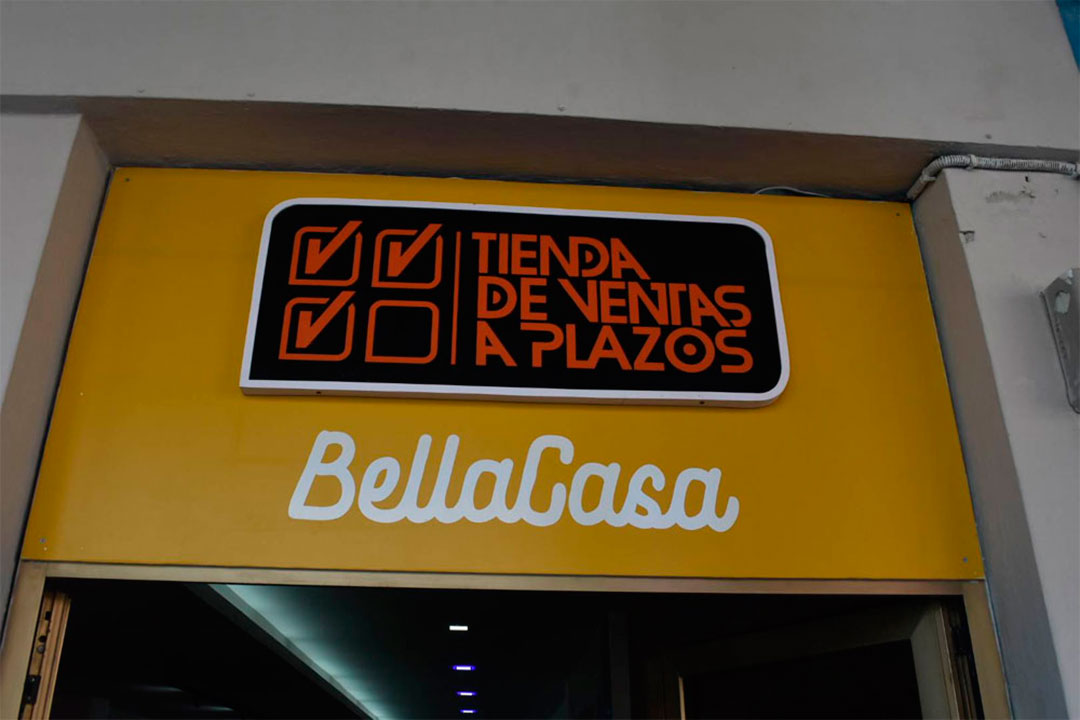 TIENDA
DE VENTAS
A PLAZOS
BellaCasa